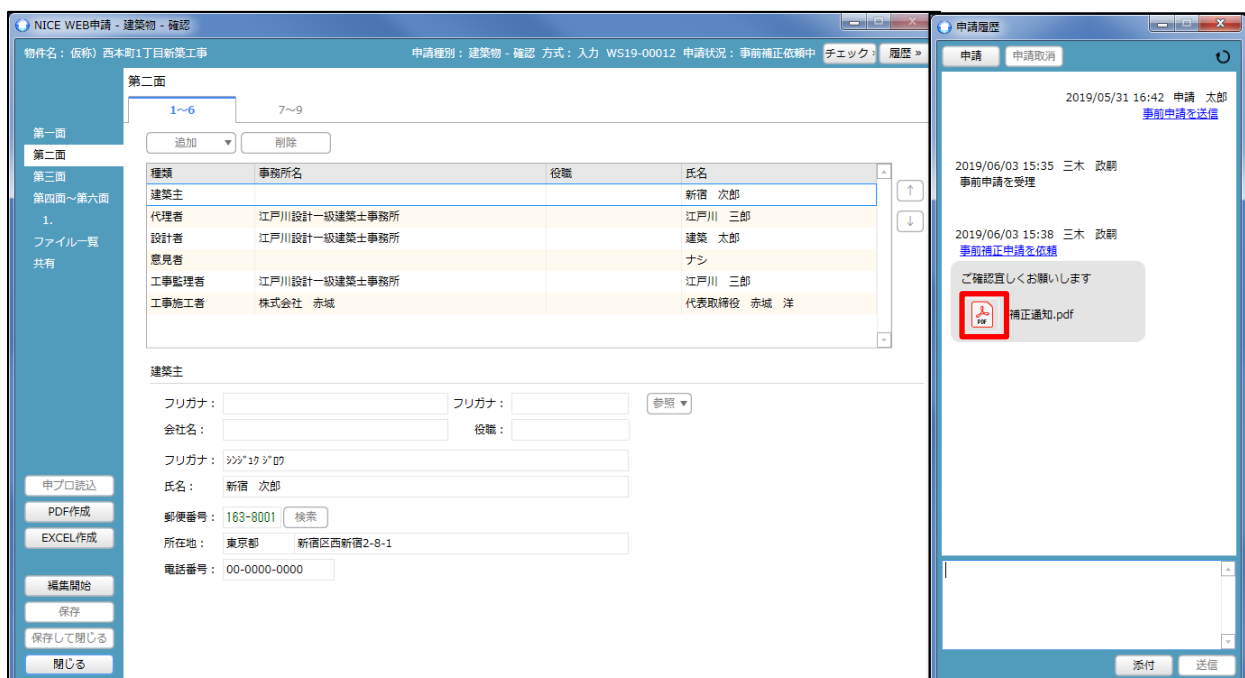 NICE WEB申請 - 建築物 - 確認
物件名：仮称）西本町1丁目新築工事
申請種別：建築物 - 確認 方式：入力 WS19-00012 申請状況：事前補正依頼中
チェック
履歴 »
第一面
第二面
第三面
第四面～第六面
1.
ファイル一覧
共有
申プロ読込
PDF作成
EXCEL作成
編集開始
保存
保存して閉じる
閉じる
第二面
1～6 7～9
追加 ▼ 削除
種類 事務所名 役職 氏名
建築主 新宿 次郎
代理者 江戸川設計一級建築士事務所 江戸川 三郎
設計者 江戸川設計一級建築士事務所 建築 太郎
意見者 ナシ
工事監理者 江戸川設計一級建築士事務所 江戸川 三郎
工事施工者 株式会社 赤城 代表取締役 赤城 洋
↑
↓
建築主
フリガナ： フリガナ： 参照 ▼
会社名： 役職：
フリガナ： ｼﾝｼﾞｭｸ ｼﾞﾛｳ
氏名： 新宿 次郎
郵便番号： 163-8001 検索
所在地： 東京都 新宿区西新宿2-8-1
電話番号： 00-0000-0000
申請履歴
申請 申請取消
2019/05/31 16:42 申請 太郎
事前申請を送信
2019/06/03 15:35 三木 政嗣
事前申請を受理
2019/06/03 15:38 三木 政嗣
事前補正申請を依頼
ご確認宜しくお願いします
PDF
補正通知.pdf
添付 送信